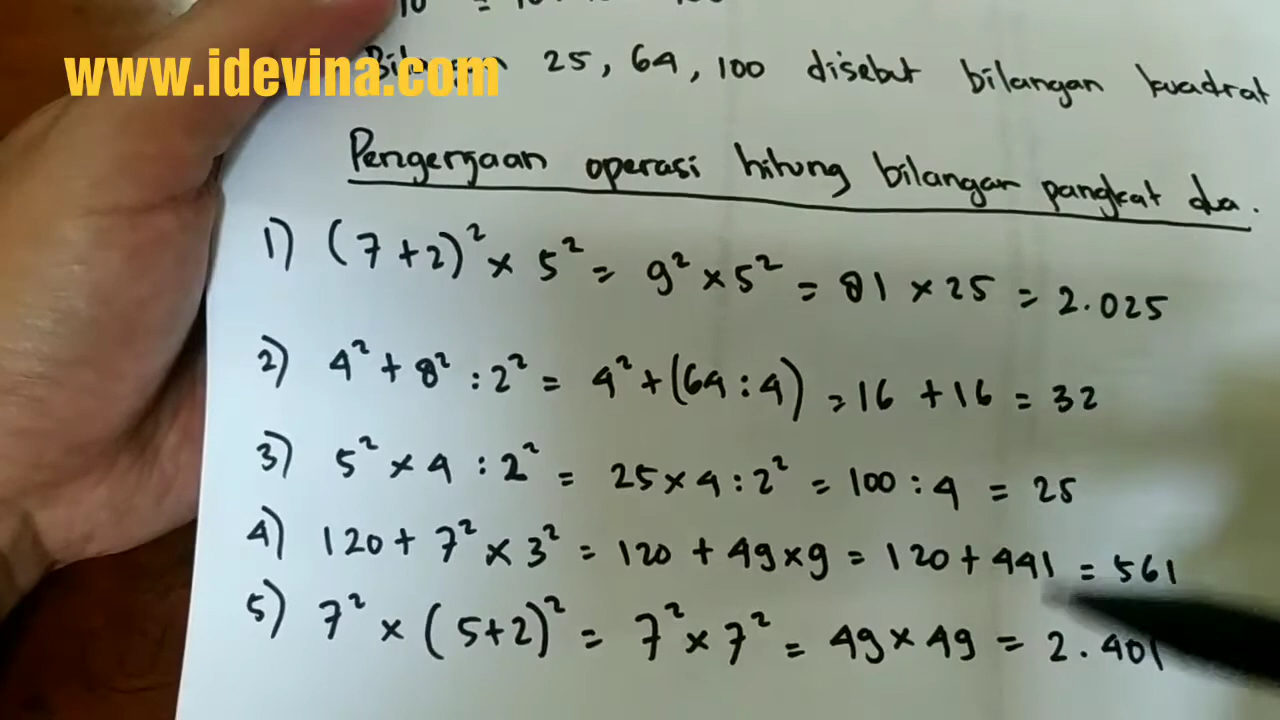 www.idevina.com
25, 64, 100 disebut bilangan kuadrat
Pengerjaan operasi hitung bilangan pangkat dua.
1) (7+2)² × 5² = 9² × 5² = 81 × 25 = 2.025
2) 4² + 8² : 2² = 4² + (64 : 4) = 16 + 16 = 32
3) 5² × 4 : 2² = 25 × 4 : 2² = 100 : 4 = 25
4) 120 + 7² × 3² = 120 + 49 × 9 = 120 + 441 = 561
5) 7² × (5+2)² = 7² × 7² = 49 × 49 = 2.401